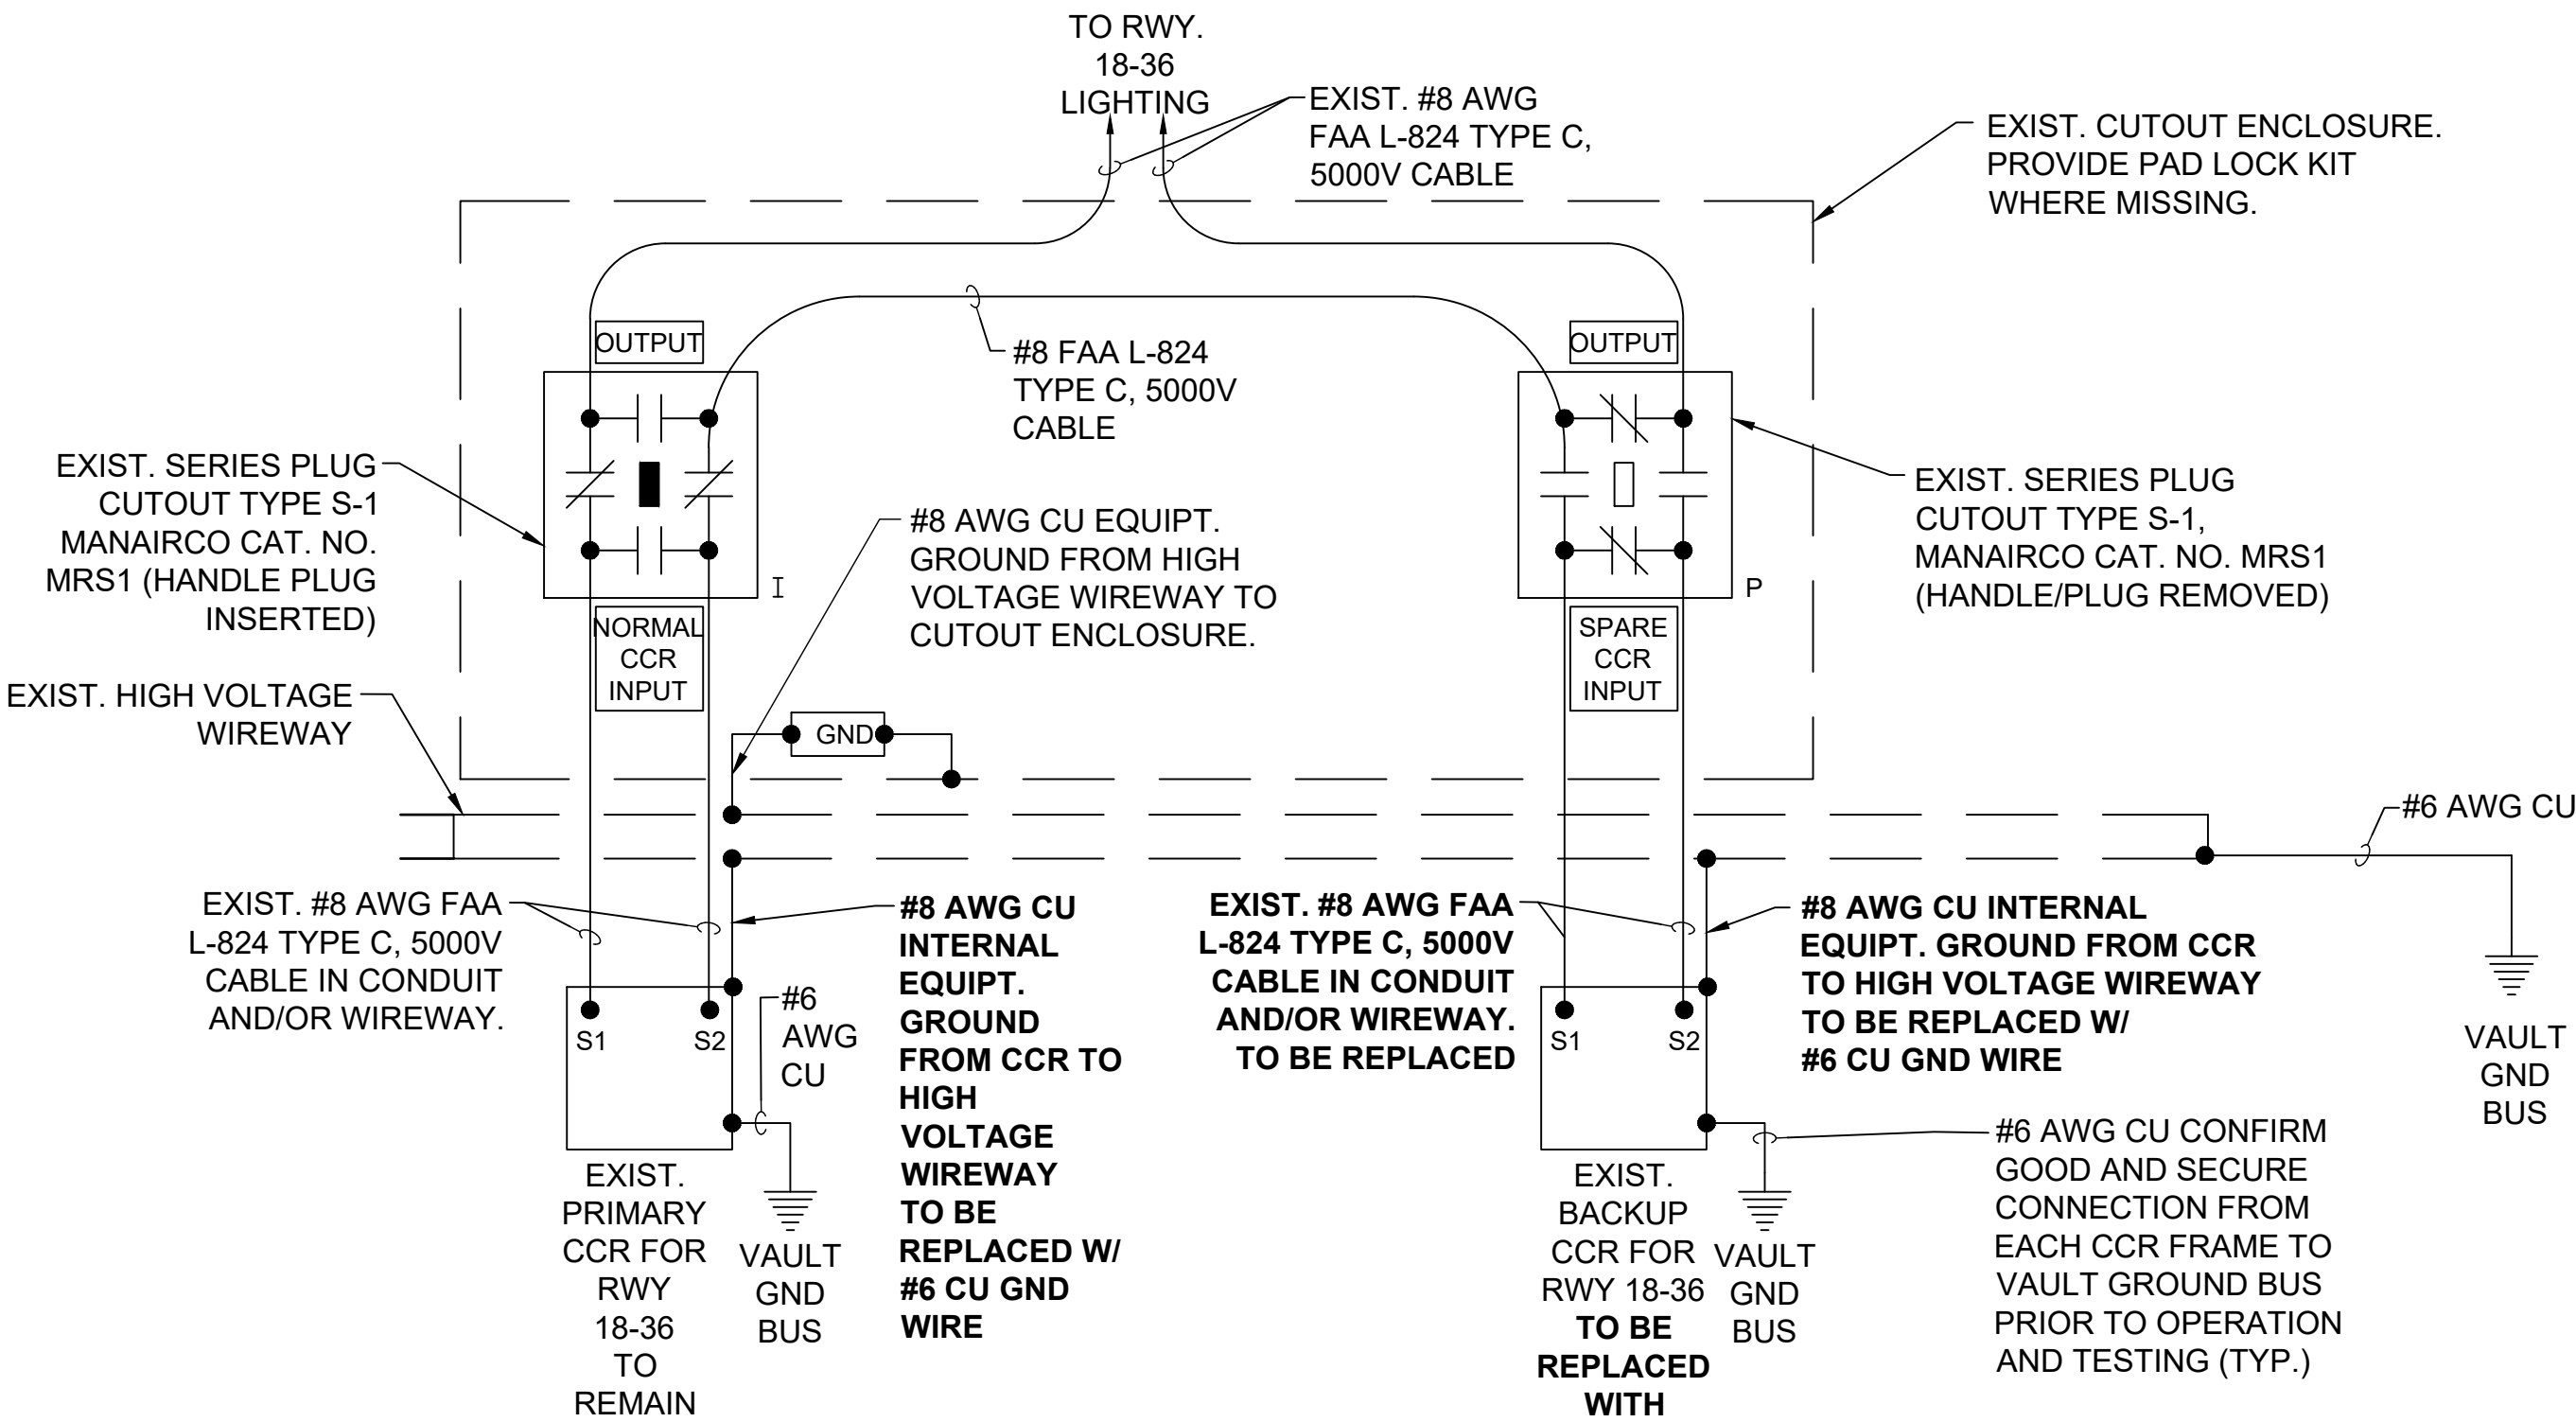 TO RWY.
18-36
LIGHTING
EXIST. #8 AWG
FAA L-824 TYPE C,
5000V CABLE
EXIST. CUTOUT ENCLOSURE.
PROVIDE PAD LOCK KIT
WHERE MISSING.
OUTPUT
#8 FAA L-824
TYPE C, 5000V
CABLE
OUTPUT
EXIST. SERIES PLUG
CUTOUT TYPE S-1
MANAIRCO CAT. NO.
MRS1 (HANDLE PLUG
INSERTED)
I
#8 AWG CU EQUIPT.
GROUND FROM HIGH
VOLTAGE WIREWAY TO
CUTOUT ENCLOSURE.
P
EXIST. SERIES PLUG
CUTOUT TYPE S-1,
MANAIRCO CAT. NO. MRS1
(HANDLE/PLUG REMOVED)
NORMAL
CCR
INPUT
SPARE
CCR
INPUT
EXIST. HIGH VOLTAGE
WIREWAY
GND
#6 AWG CU
EXIST. #8 AWG FAA
L-824 TYPE C, 5000V
CABLE IN CONDUIT
AND/OR WIREWAY.
S1
S2
#6
AWG
CU
#8 AWG CU
INTERNAL
EQUIPT.
GROUND
FROM CCR TO
HIGH
VOLTAGE
WIREWAY
TO BE
REPLACED W/
#6 CU GND
WIRE
EXIST. #8 AWG FAA
L-824 TYPE C, 5000V
CABLE IN CONDUIT
AND/OR WIREWAY.
TO BE REPLACED
S1
S2
#8 AWG CU INTERNAL
EQUIPT. GROUND FROM CCR
TO HIGH VOLTAGE WIREWAY
TO BE REPLACED W/
#6 CU GND WIRE
VAULT
GND
BUS
EXIST.
PRIMARY
CCR FOR
RWY
18-36
TO
REMAIN
VAULT
GND
BUS
EXIST.
BACKUP
CCR FOR
RWY 18-36
TO BE
REPLACED
WITH
VAULT
GND
BUS
#6 AWG CU CONFIRM
GOOD AND SECURE
CONNECTION FROM
EACH CCR FRAME TO
VAULT GROUND BUS
PRIOR TO OPERATION
AND TESTING (TYP.)